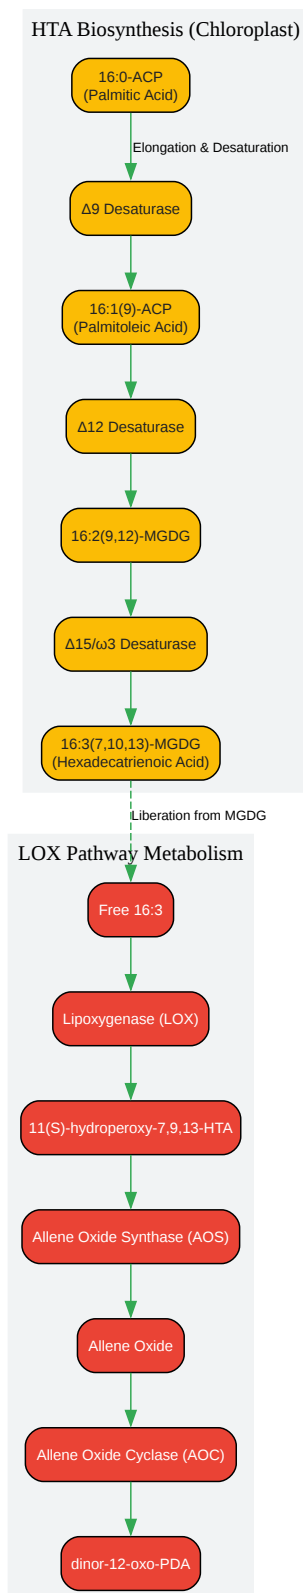 HTA Biosynthesis (Chloroplast)
16:0-ACP
(Palmitic Acid)
Elongation & Desaturation
Δ9 Desaturase
16:1(9)-ACP
(Palmitoleic Acid)
Δ12 Desaturase
16:2(9,12)-MGDG
Δ15/ω3 Desaturase
16:3(7,10,13)-MGDG
(Hexadecatrienoic Acid)
Liberation from MGDG
LOX Pathway Metabolism
Free 16:3
Lipoxygenase (LOX)
11(S)-hydroperoxy-7,9,13-HTA
Allene Oxide Synthase (AOS)
Allene Oxide
Allene Oxide Cyclase (AOC)
dinor-12-oxo-PDA